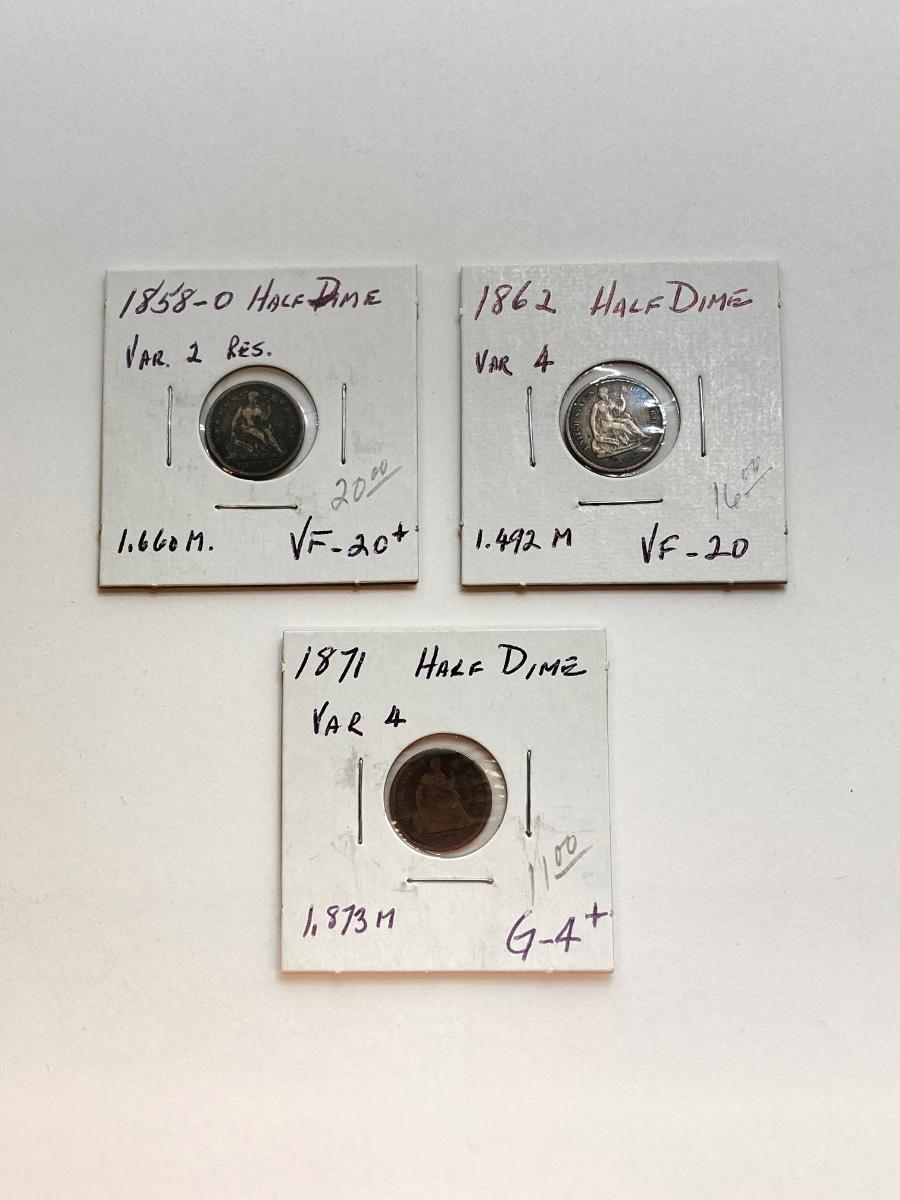 1858-O HALF DIME
VAR. 2 RES.
20.00
1.660 M. VF-20+
1862 HALF DIME
VAR 4
16.00
1.492 M VF-20
1871 HALF DIME
VAR 4
11.00
1.873 M G-4+